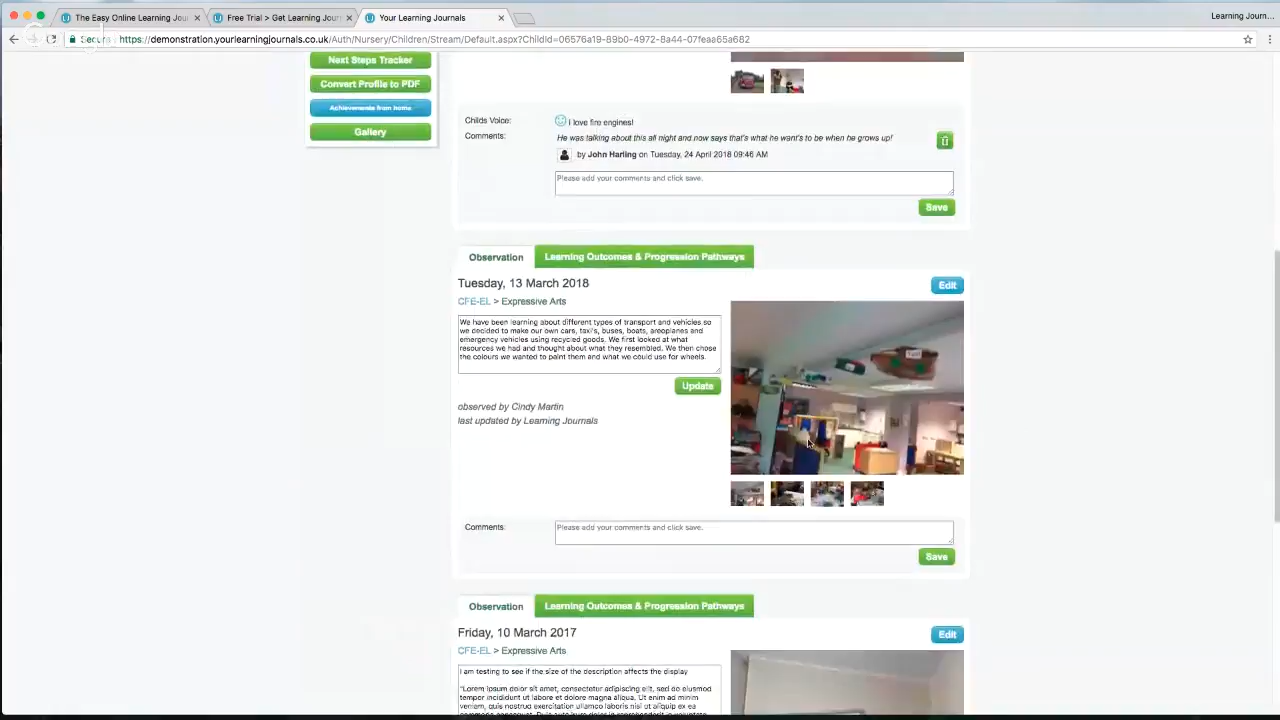 The Easy Online Learning Jou
Free Trial > Get Learning Jour
Your Learning Journals
Learning Journ...
Secure
https://demonstration.yourlearningjournals.co.uk/Auth/Nursery/Children/Stream/Default.aspx?ChildId=06576a19-89b0-4972-8a44-07feaa65a682
Next Steps Tracker
Convert Profile to PDF
Achievements from home
Gallery
Childs Voice: I love fire engines!
Comments: He was talking about this all night and now says that's what he want's to be when he grows up!
by John Harling on Tuesday, 24 April 2018 09:46 AM
Please add your comments and click save.
Save
Observation Learning Outcomes & Progression Pathways
Tuesday, 13 March 2018
Edit
CFE-EL > Expressive Arts
We have been learning about different types of transport and vehicles so
we decided to make our own cars, taxi's, buses, boats, areoplanes and
emergency vehicles using recycled goods. We first looked at what
resources we had and thought about what they resembled. We then chose
the colours we wanted to paint them and what we could use for wheels.
Update
observed by Cindy Martin
last updated by Learning Journals
Comments: Please add your comments and click save.
Save
Observation Learning Outcomes & Progression Pathways
Friday, 10 March 2017
Edit
CFE-EL > Expressive Arts
I am testing to see if the size of the description affects the display
"Lorem ipsum dolor sit amet, consectetur adipiscing elit, sed do eiusmod
tempor incididunt ut labore et dolore magna aliqua. Ut enim ad minim
veniam, quis nostrud exercitation ullamco laboris nisi ut aliquip ex ea